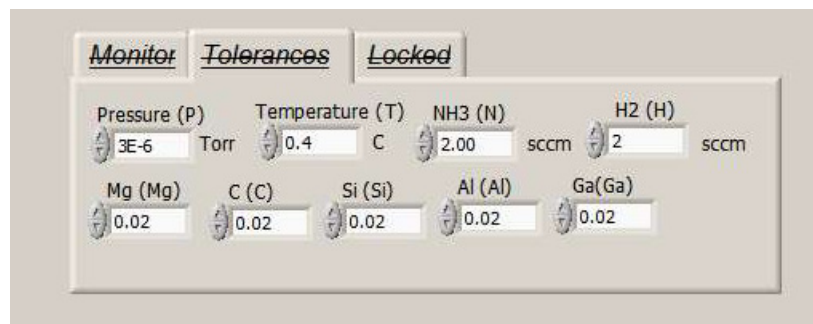 Monitor Tolerances Locked
Pressure (P) Temperature (T) NH3 (N) H2 (H)
3E-6 Torr 0.4 C 2.00 sccm 2 sccm
Mg (Mg) C (C) Si (Si) Al (Al) Ga(Ga)
0.02 0.02 0.02 0.02 0.02